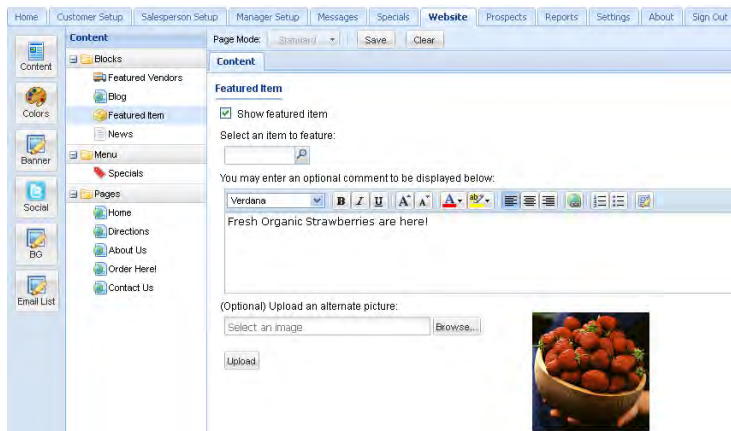 Home Customer Setup Salesperson Setup Manager Setup Messages Specials Website Prospects Reports Settings About Sign Out
Content
Colors
Banner
Social
BG
Email List
Content
Blocks
Featured Vendors
Blog
Featured Item
News
Menu
Specials
Pages
Home
Directions
About Us
Order Here!
Contact Us
Page Mode: Standard Save Clear
Content
Featured Item
Show featured item
Select an item to feature:
You may enter an optional comment to be displayed below:
Verdana B I U A A A ab
Fresh Organic Strawberries are here!
(Optional) Upload an alternate picture:
Select an image Browse...
Upload